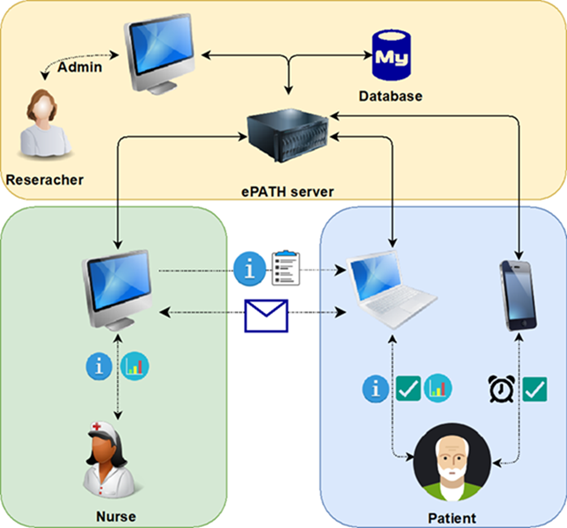 Admin
My
Database
Reseracher
ePATH server
Nurse
Patient